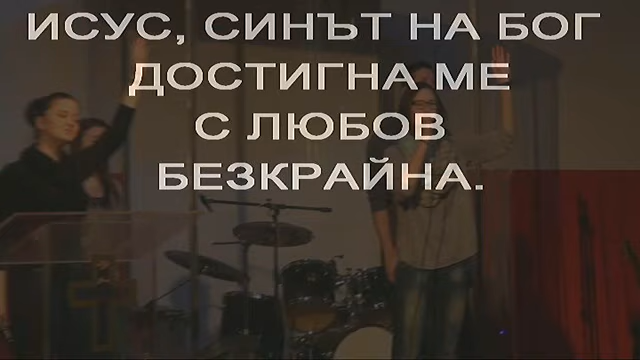 ИСУС, СИНЪТ НА БОГ
ДОСТИГНА МЕ
С ЛЮБОВ
БЕЗКРАЙНА.